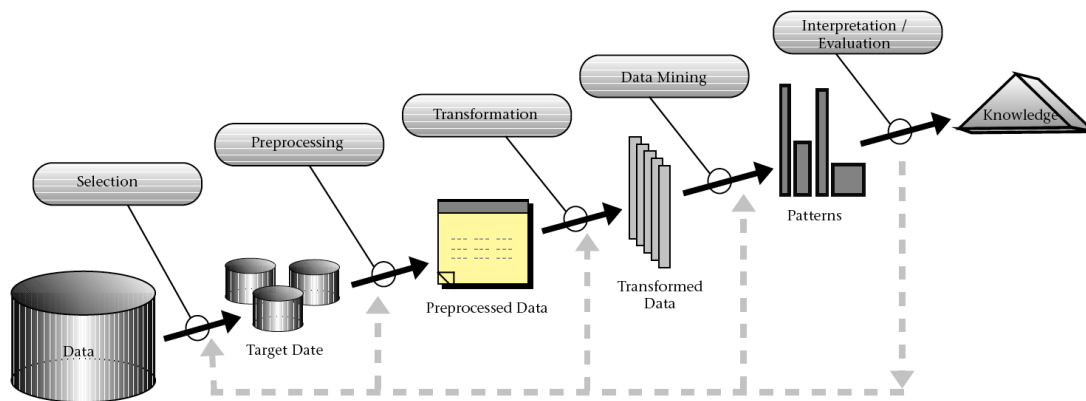 Interpretation /
Evaluation
Data Mining
Transformation
Preprocessing
Selection
Knowledge
Patterns
Transformed
Data
Preprocessed Data
Target Date
Data